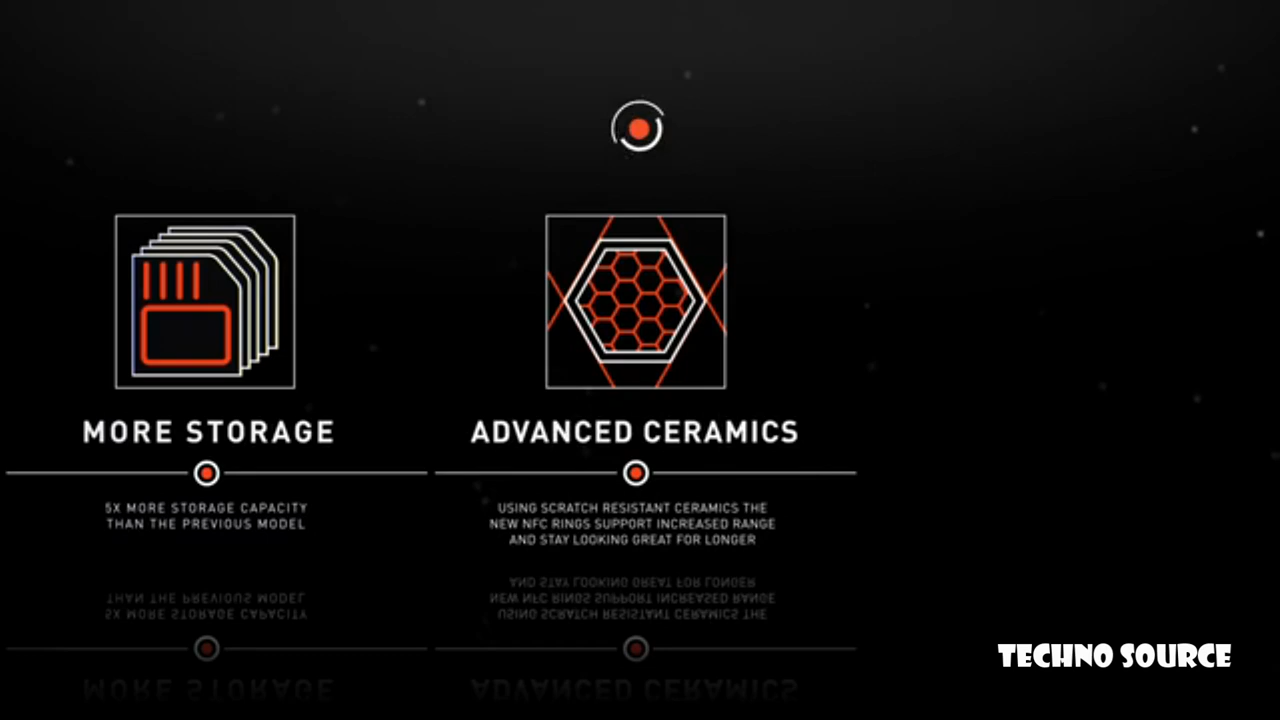 MORE STORAGE
5X MORE STORAGE CAPACITY
THAN THE PREVIOUS MODEL
ADVANCED CERAMICS
USING SCRATCH RESISTANT CERAMICS THE
NEW NFC RINGS SUPPORT INCREASED RANGE
AND STAY LOOKING GREAT FOR LONGER
TECHNO SOURCE